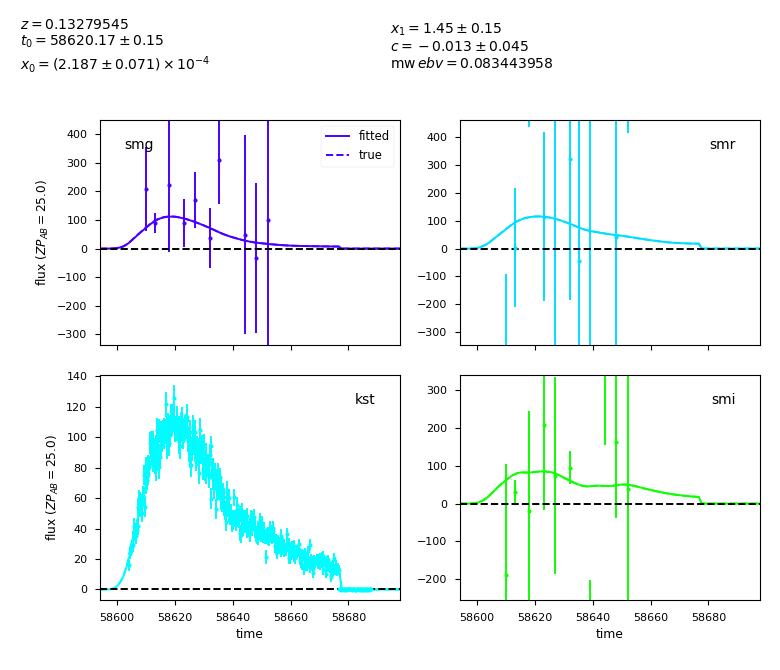 z = 0.13279545
t₀ = 58620.17 ± 0.15
x₀ = (2.187 ± 0.071) × 10⁻⁴
x₁ = 1.45 ± 0.15
c = −0.013 ± 0.045
mw ebv = 0.083443958
smg
fitted
true
400
300
200
100
0
−100
−200
−300
flux (ZP_AB = 25.0)
smr
400
300
200
100
0
−100
−200
−300
kst
140
120
100
80
60
40
20
0
flux (ZP_AB = 25.0)
58600 58620 58640 58660 58680
time
smi
300
200
100
0
−100
−200
58600 58620 58640 58660 58680
time